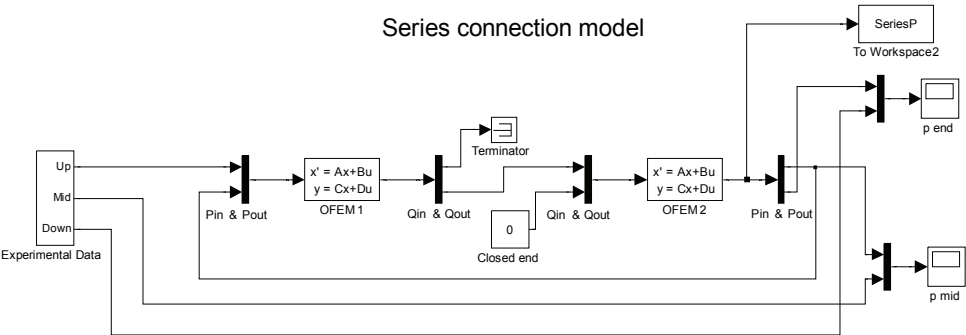 Series connection model
SeriesP
To Workspace2
p end
Terminator
Up
Mid
Down
Experimental Data
Pin & Pout
x' = Ax+Bu
y = Cx+Du
OFEM 1
Qin & Qout
0
Closed end
Qin & Qout
x' = Ax+Bu
y = Cx+Du
OFEM 2
Pin & Pout
p mid